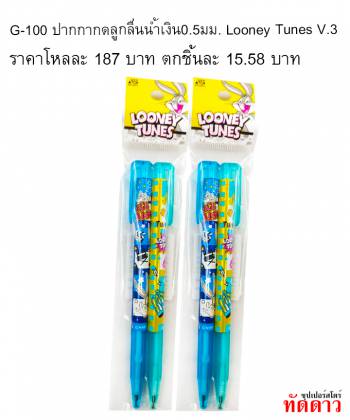 G-100 ปากกากดลูกลื่นน้ำเงิน0.5มม. Looney Tunes V.3
ราคาโหลละ 187 บาท ตกชิ้นละ 15.58 บาท
LOONEY TUNES
LOONEY TUNES
ซุปเปอร์สโตร์
ทัดดาว